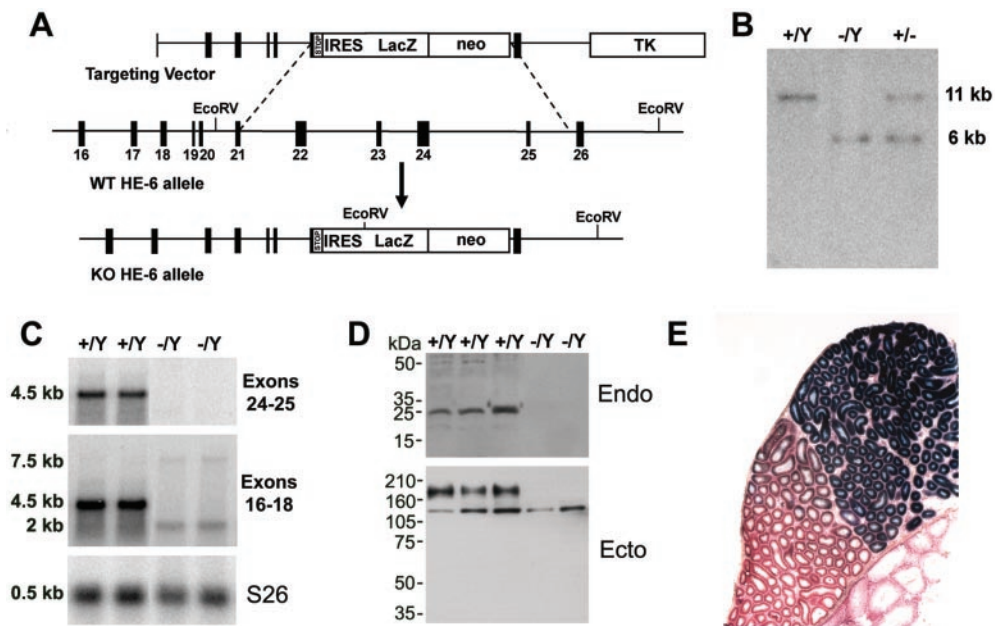 A
STOP IRES LacZ neo TK
Targeting Vector
EcoRV EcoRV
16 17 18 19 20 21 22 23 24 25 26
WT HE-6 allele
EcoRV EcoRV
STOP IRES LacZ neo
KO HE-6 allele
B
+/Y -/Y +/-
11 kb
6 kb
C
+/Y +/Y -/Y -/Y
4.5 kb
Exons
24-25
7.5 kb
4.5 kb
2 kb
Exons
16-18
0.5 kb
S26
D
kDa +/Y +/Y +/Y -/Y -/Y
50-
35-
25-
15-
Endo
210-
160-
105-
75-
50-
35-
Ecto
E